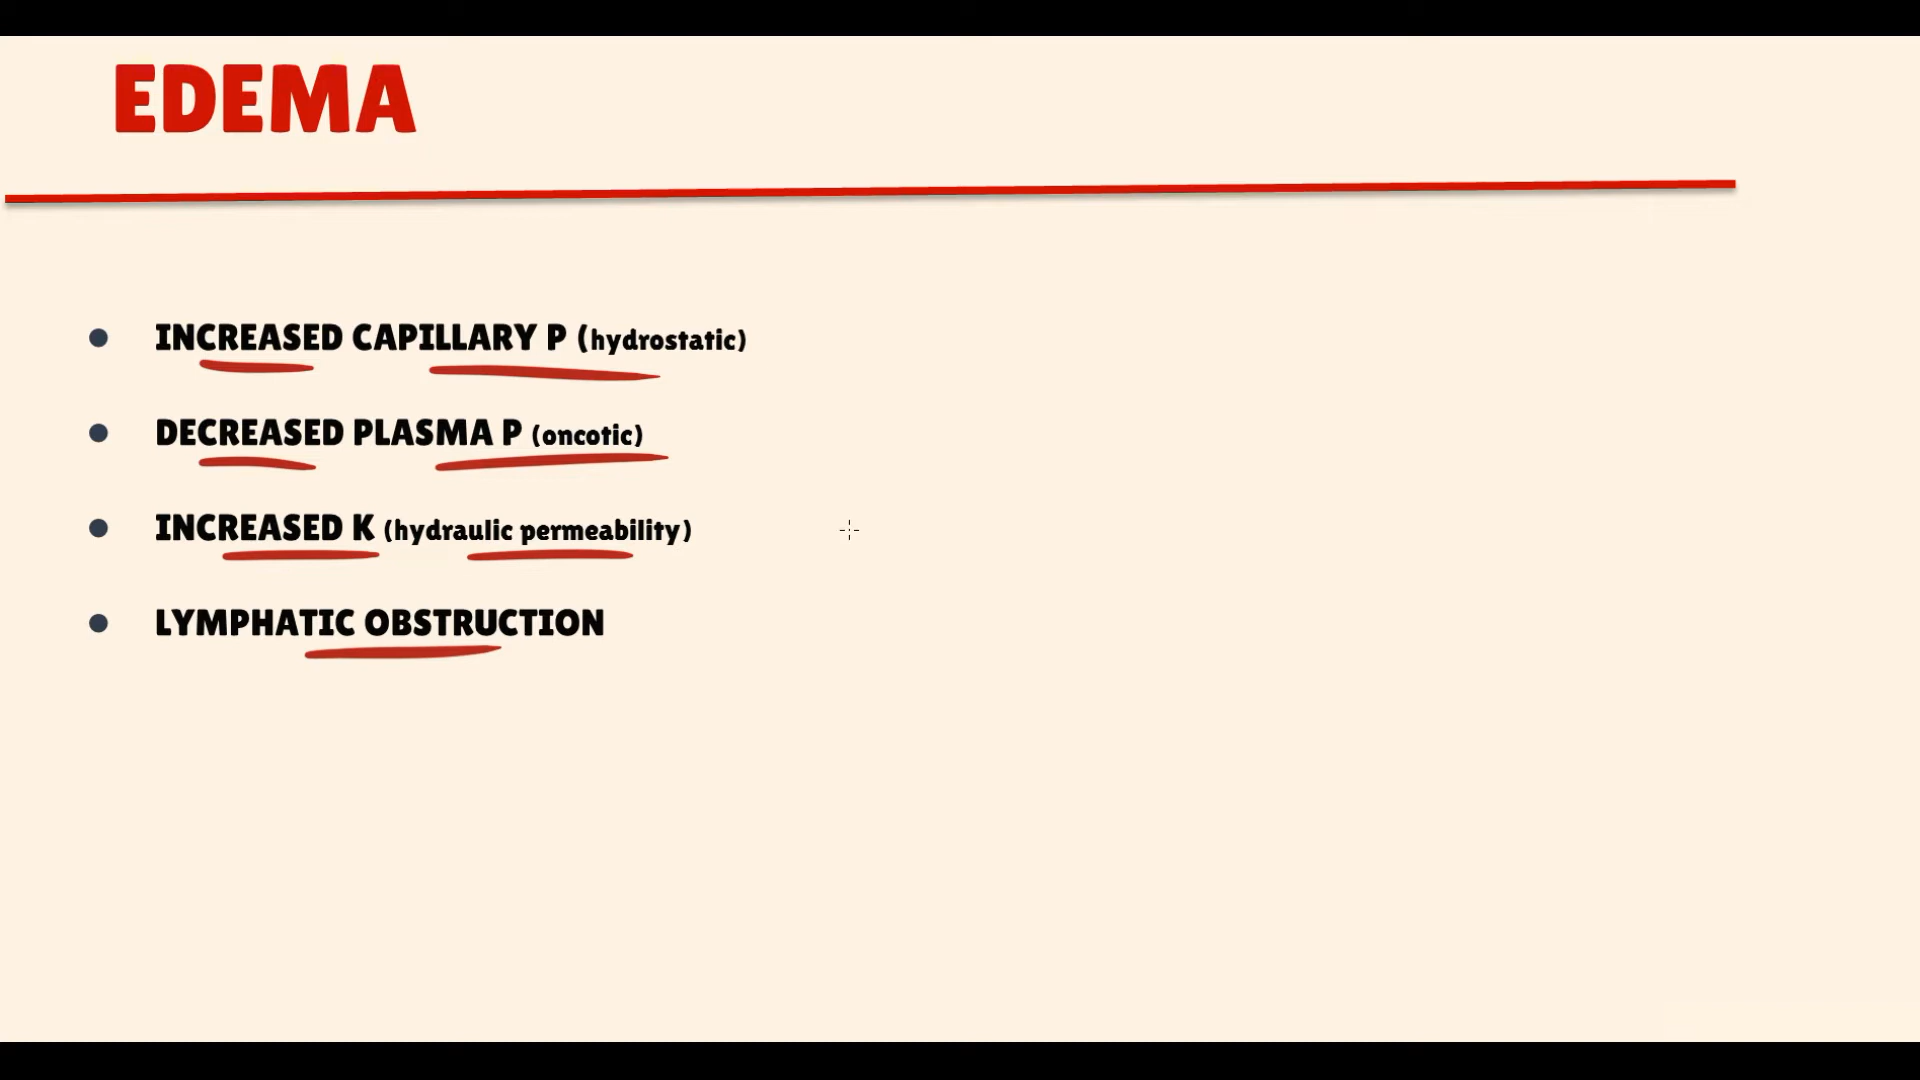 EDEMA
INCREASED CAPILLARY P (hydrostatic)
DECREASED PLASMA P (oncotic)
INCREASED K (hydraulic permeability)
LYMPHATIC OBSTRUCTION